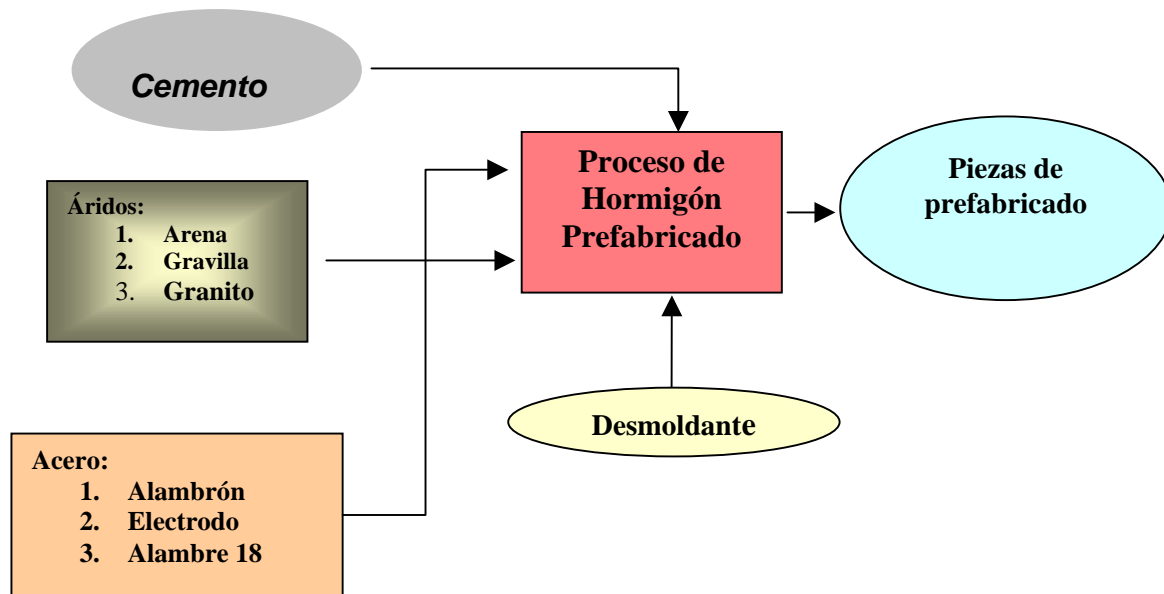 Cemento
Proceso de
Hormigón
Prefabricado
Piezas de
prefabricado
Áridos:
1. Arena
2. Gravilla
3. Granito
Desmoldante
Acero:
1. Alambrón
2. Electrodo
3. Alambre 18